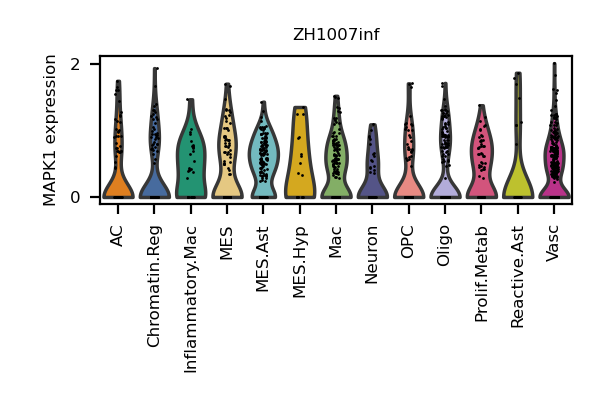 ZH1007inf
MAPK1 expression
2
0
AC
Chromatin.Reg
Inflammatory.Mac
MES
MES.Ast
MES.Hyp
Mac
Neuron
OPC
Oligo
Prolif.Metab
Reactive.Ast
Vasc